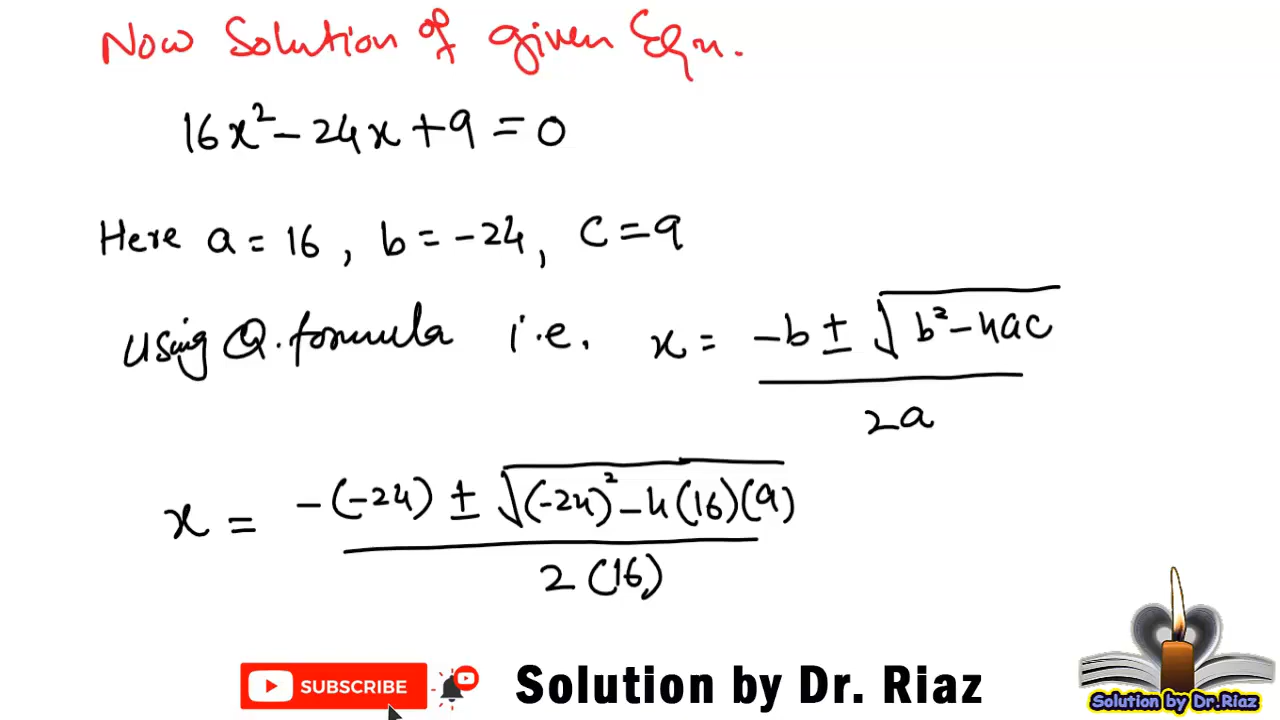 Now Solution of given Eqn.
16x² - 24x + 9 = 0
Here a = 16, b = -24, c = 9
Using Q. formula i.e. x = (-b ± √(b² - 4ac)) / 2a
x = (-(-24) ± √((-24)² - 4(16)(9))) / 2(16)
SUBSCRIBE
Solution by Dr. Riaz
Solution by Dr.Riaz